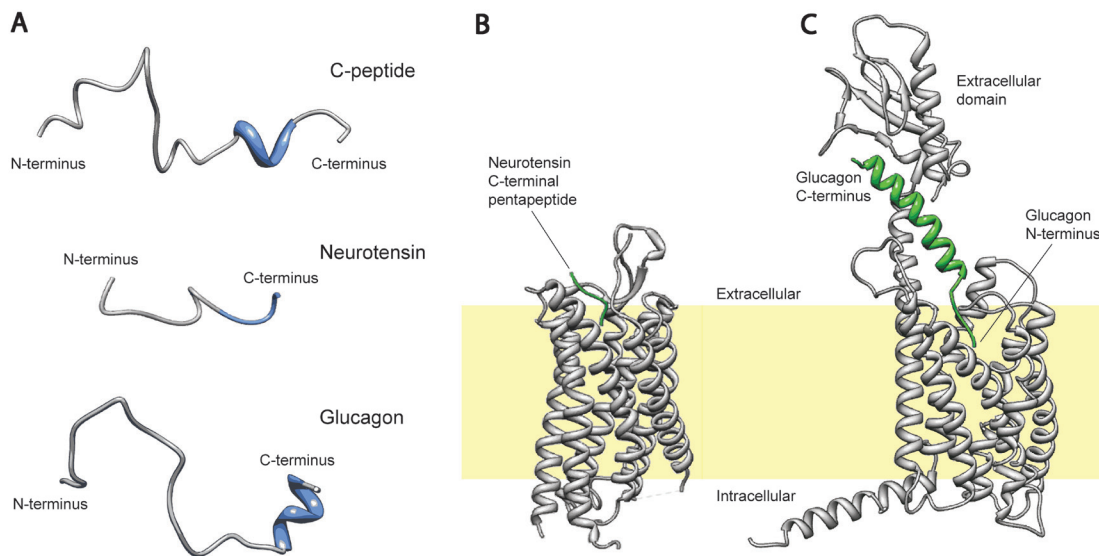 A
C-peptide
N-terminus
C-terminus
Neurotensin
N-terminus
C-terminus
Glucagon
C-terminus
N-terminus
B
Neurotensin
C-terminal
pentapeptide
Extracellular
Intracellular
C
Extracellular
domain
Glucagon
C-terminus
Glucagon
N-terminus